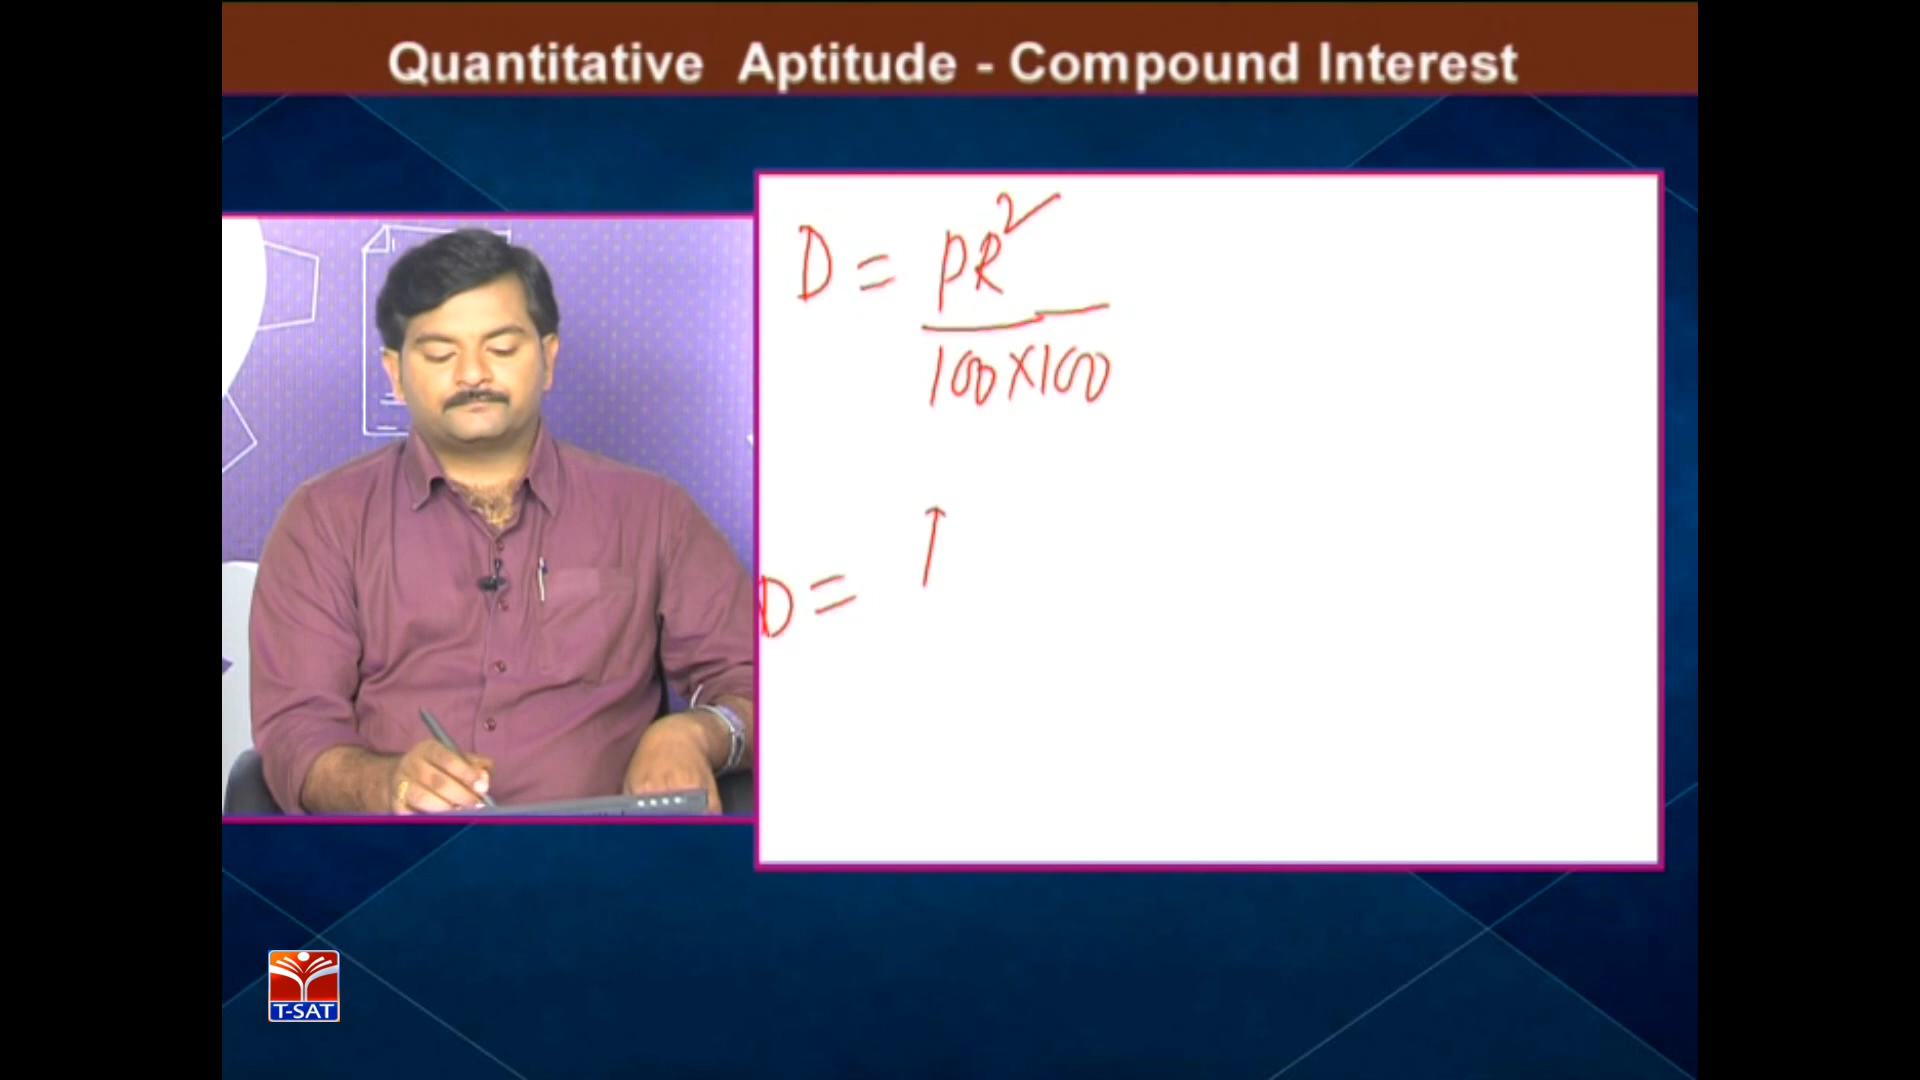 Quantitative Aptitude - Compound Interest
D = PR²
100×100
D =
T-SAT